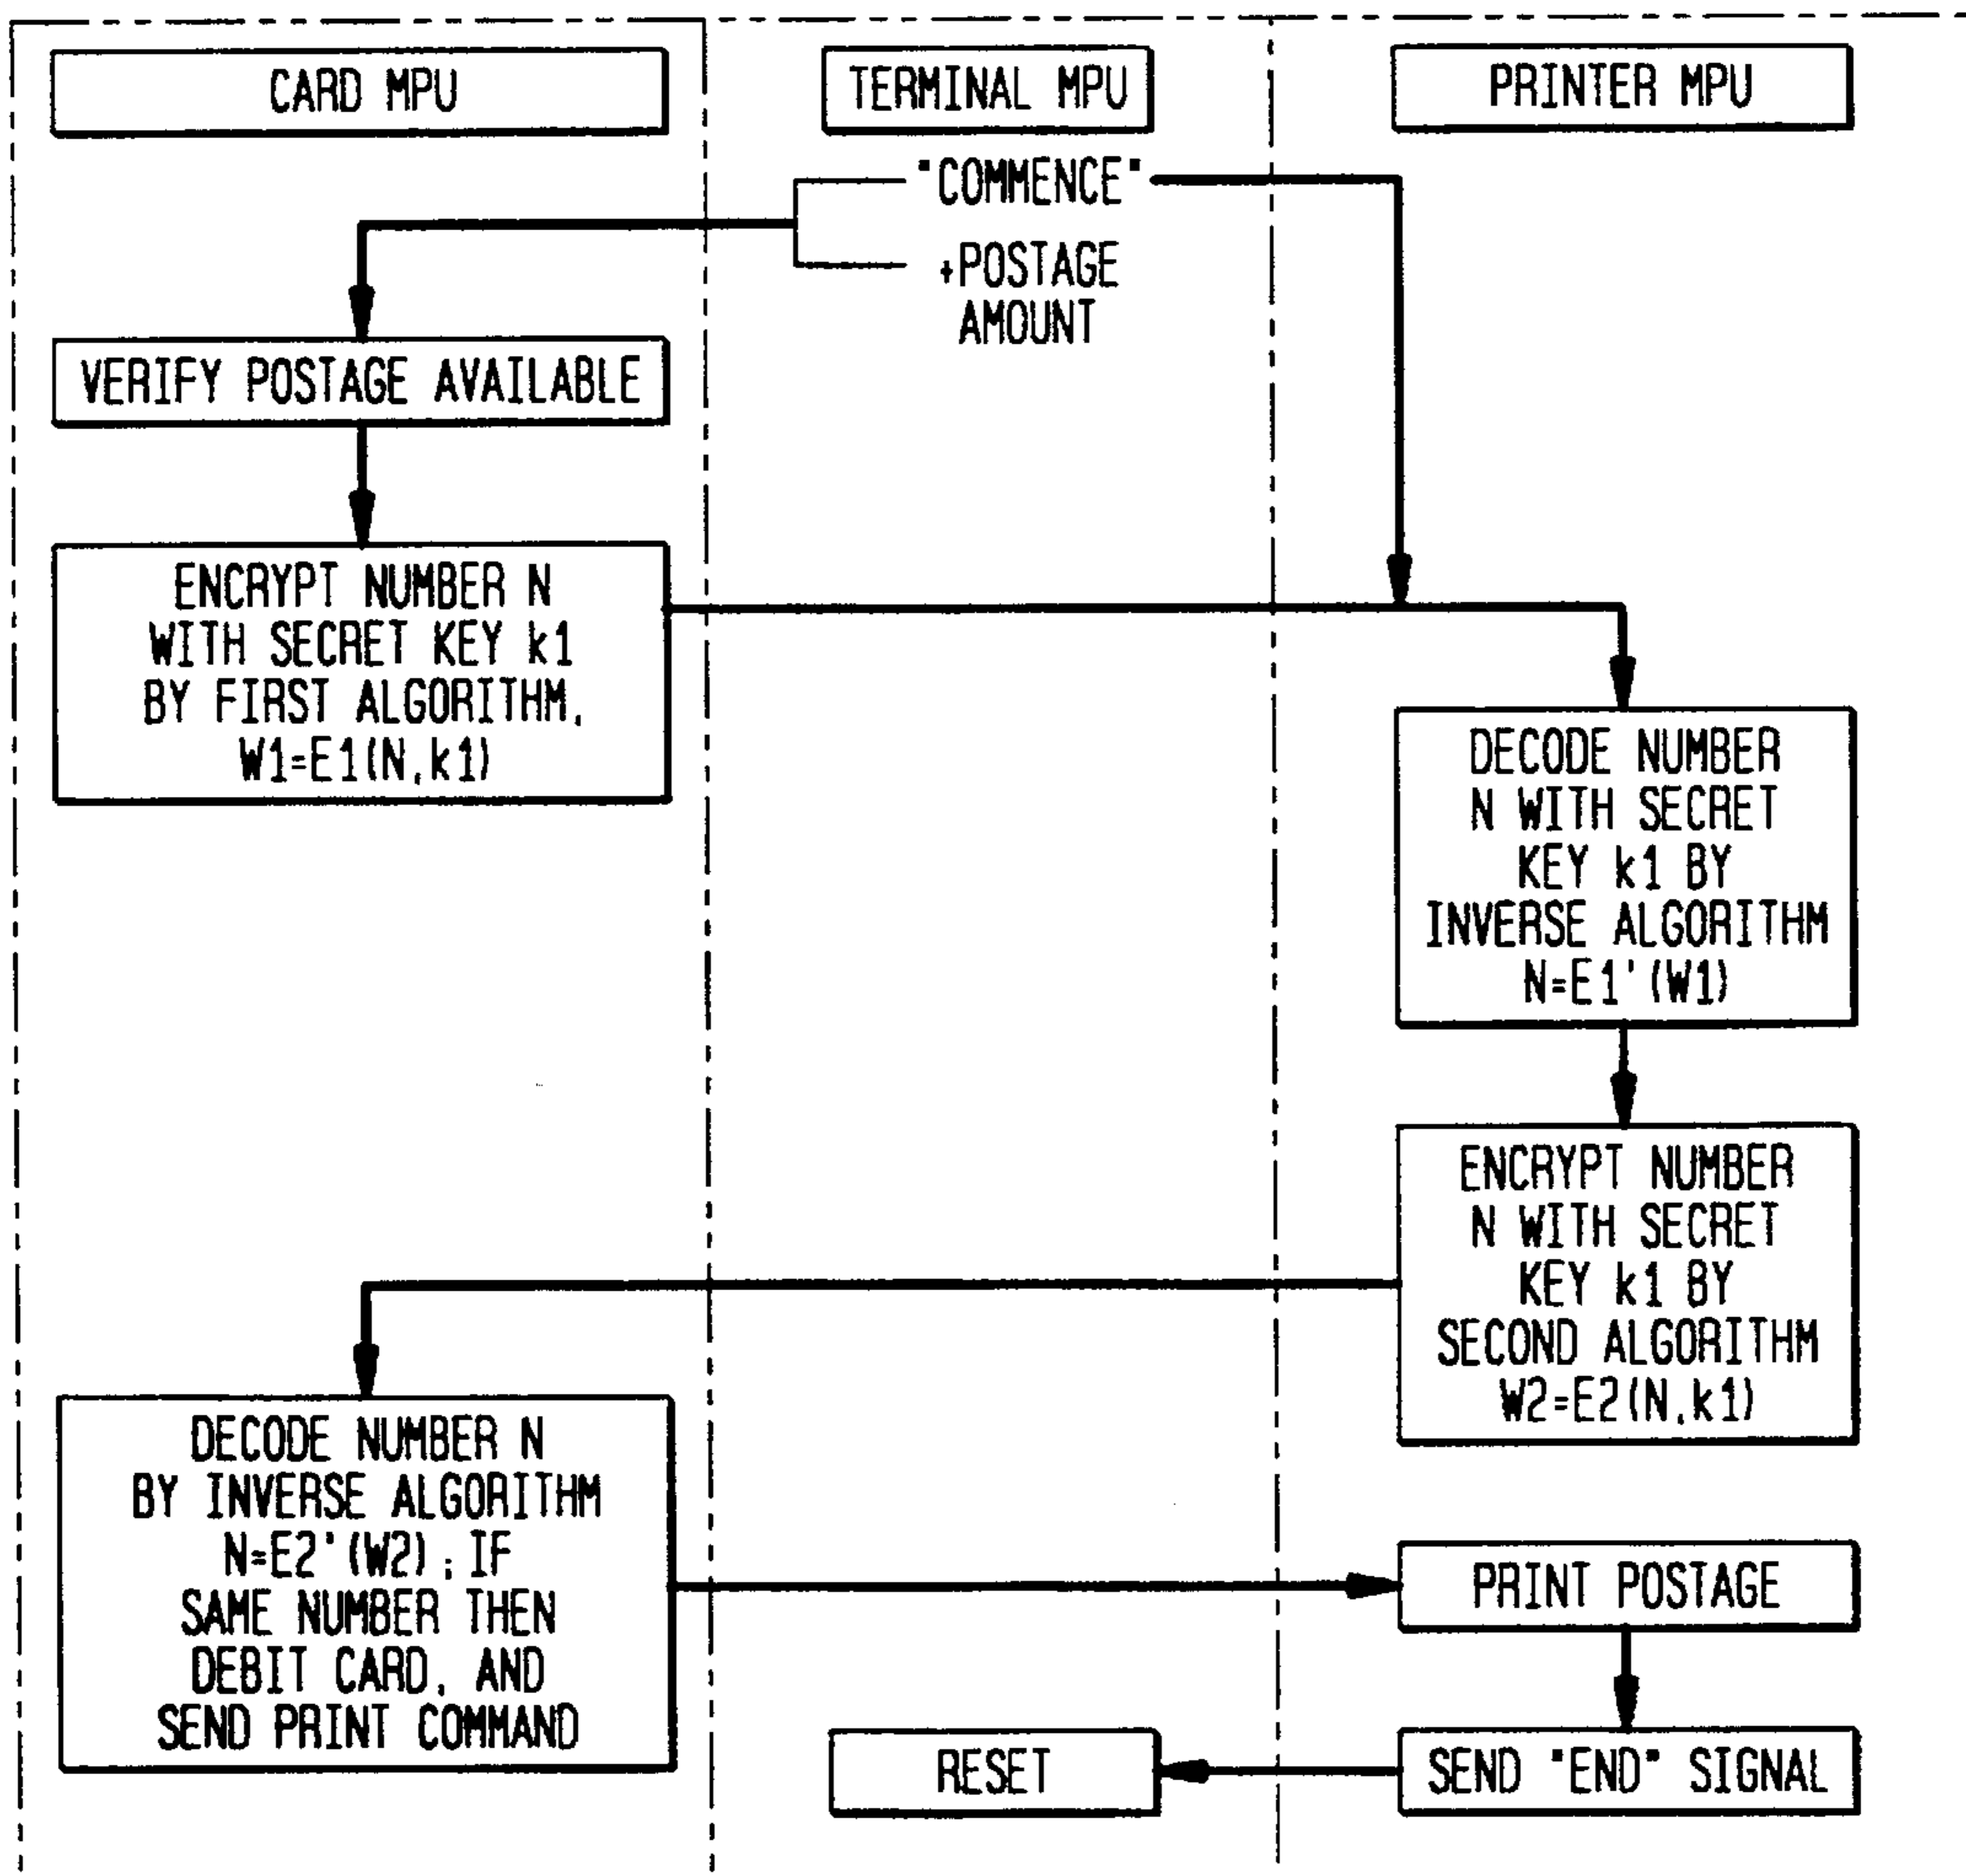 CARD MPU
TERMINAL MPU
PRINTER MPU
"COMMENCE"
+POSTAGE
AMOUNT
VERIFY POSTAGE AVAILABLE
ENCRYPT NUMBER N
WITH SECRET KEY k1
BY FIRST ALGORITHM,
W1=E1(N,k1)
DECODE NUMBER
N WITH SECRET
KEY k1 BY
INVERSE ALGORITHM
N=E1'(W1)
ENCRYPT NUMBER
N WITH SECRET
KEY k1 BY
SECOND ALGORITHM
W2=E2(N,k1)
DECODE NUMBER N
BY INVERSE ALGORITHM
N=E2'(W2); IF
SAME NUMBER THEN
DEBIT CARD, AND
SEND PRINT COMMAND
PRINT POSTAGE
SEND "END" SIGNAL
RESET